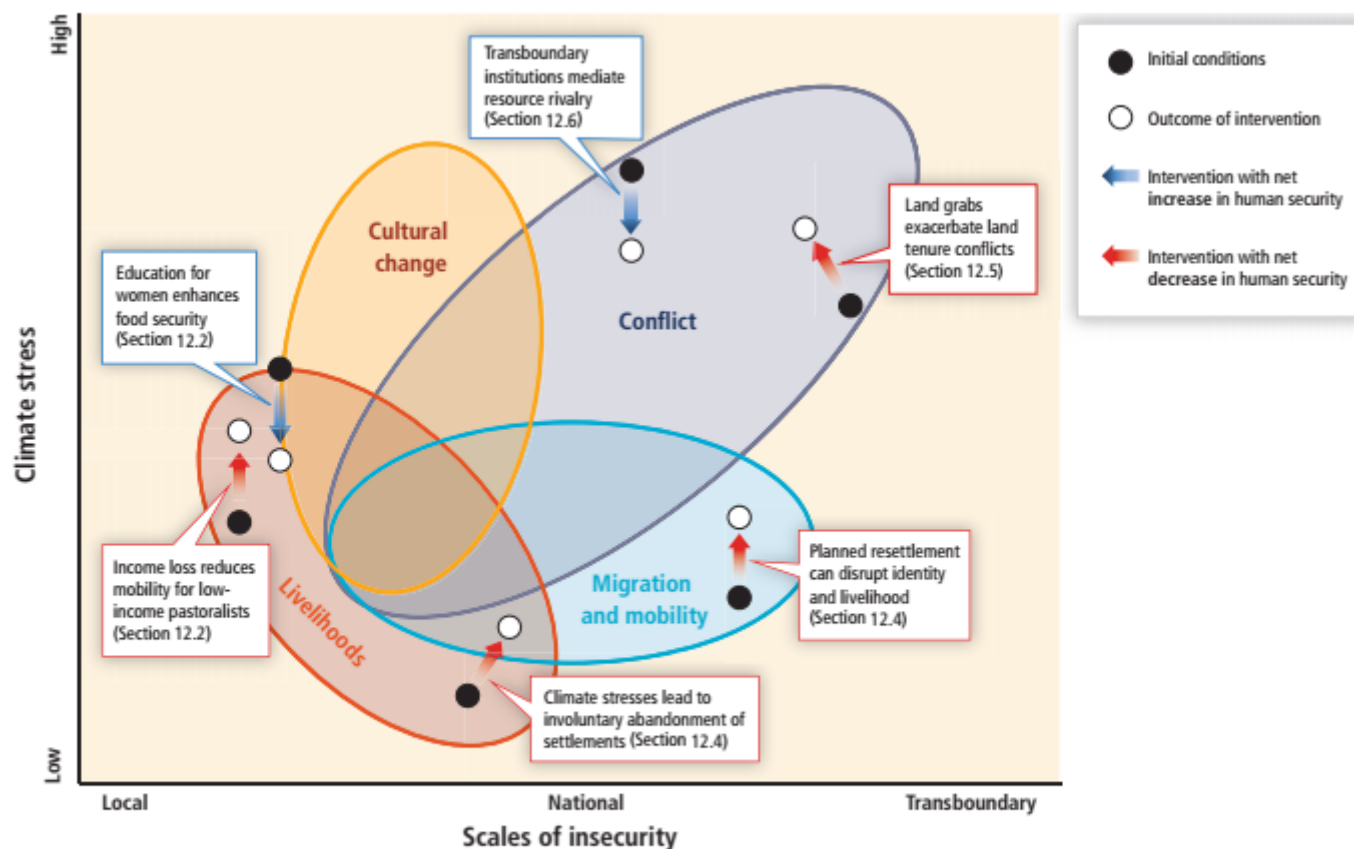 High
Climate stress
Low
Local
National
Transboundary
Scales of insecurity
Transboundary
institutions mediate
resource rivalry
(Section 12.6)
Cultural
change
Education for
women enhances
food security
(Section 12.2)
Conflict
Land grabs
exacerbate land
tenure conflicts
(Section 12.5)
Income loss reduces
mobility for low-
income pastoralists
(Section 12.2)
Livelihoods
Migration
and mobility
Planned resettlement
can disrupt identity
and livelihood
(Section 12.4)
Climate stresses lead to
involuntary abandonment of
settlements (Section 12.4)
Initial conditions
Outcome of intervention
Intervention with net
increase in human security
Intervention with net
decrease in human security